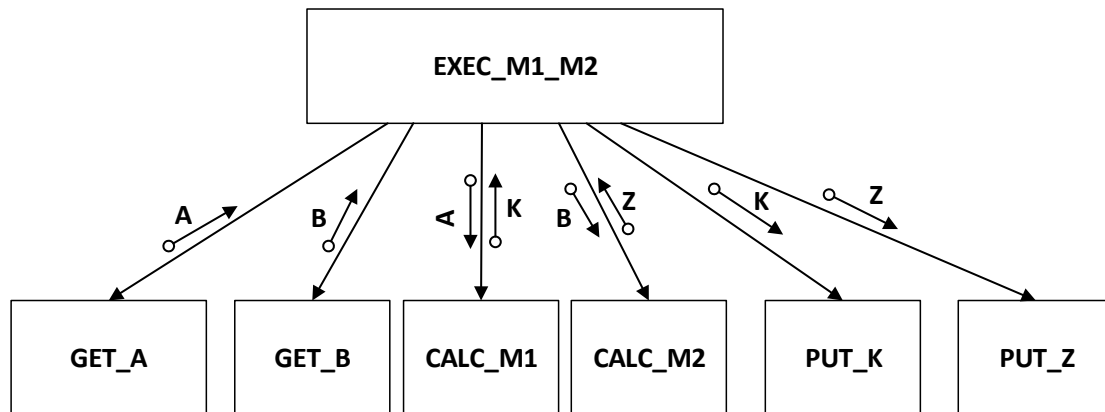 EXEC_M1_M2
A
B
A
K
B
Z
K
Z
GET_A
GET_B
CALC_M1
CALC_M2
PUT_K
PUT_Z